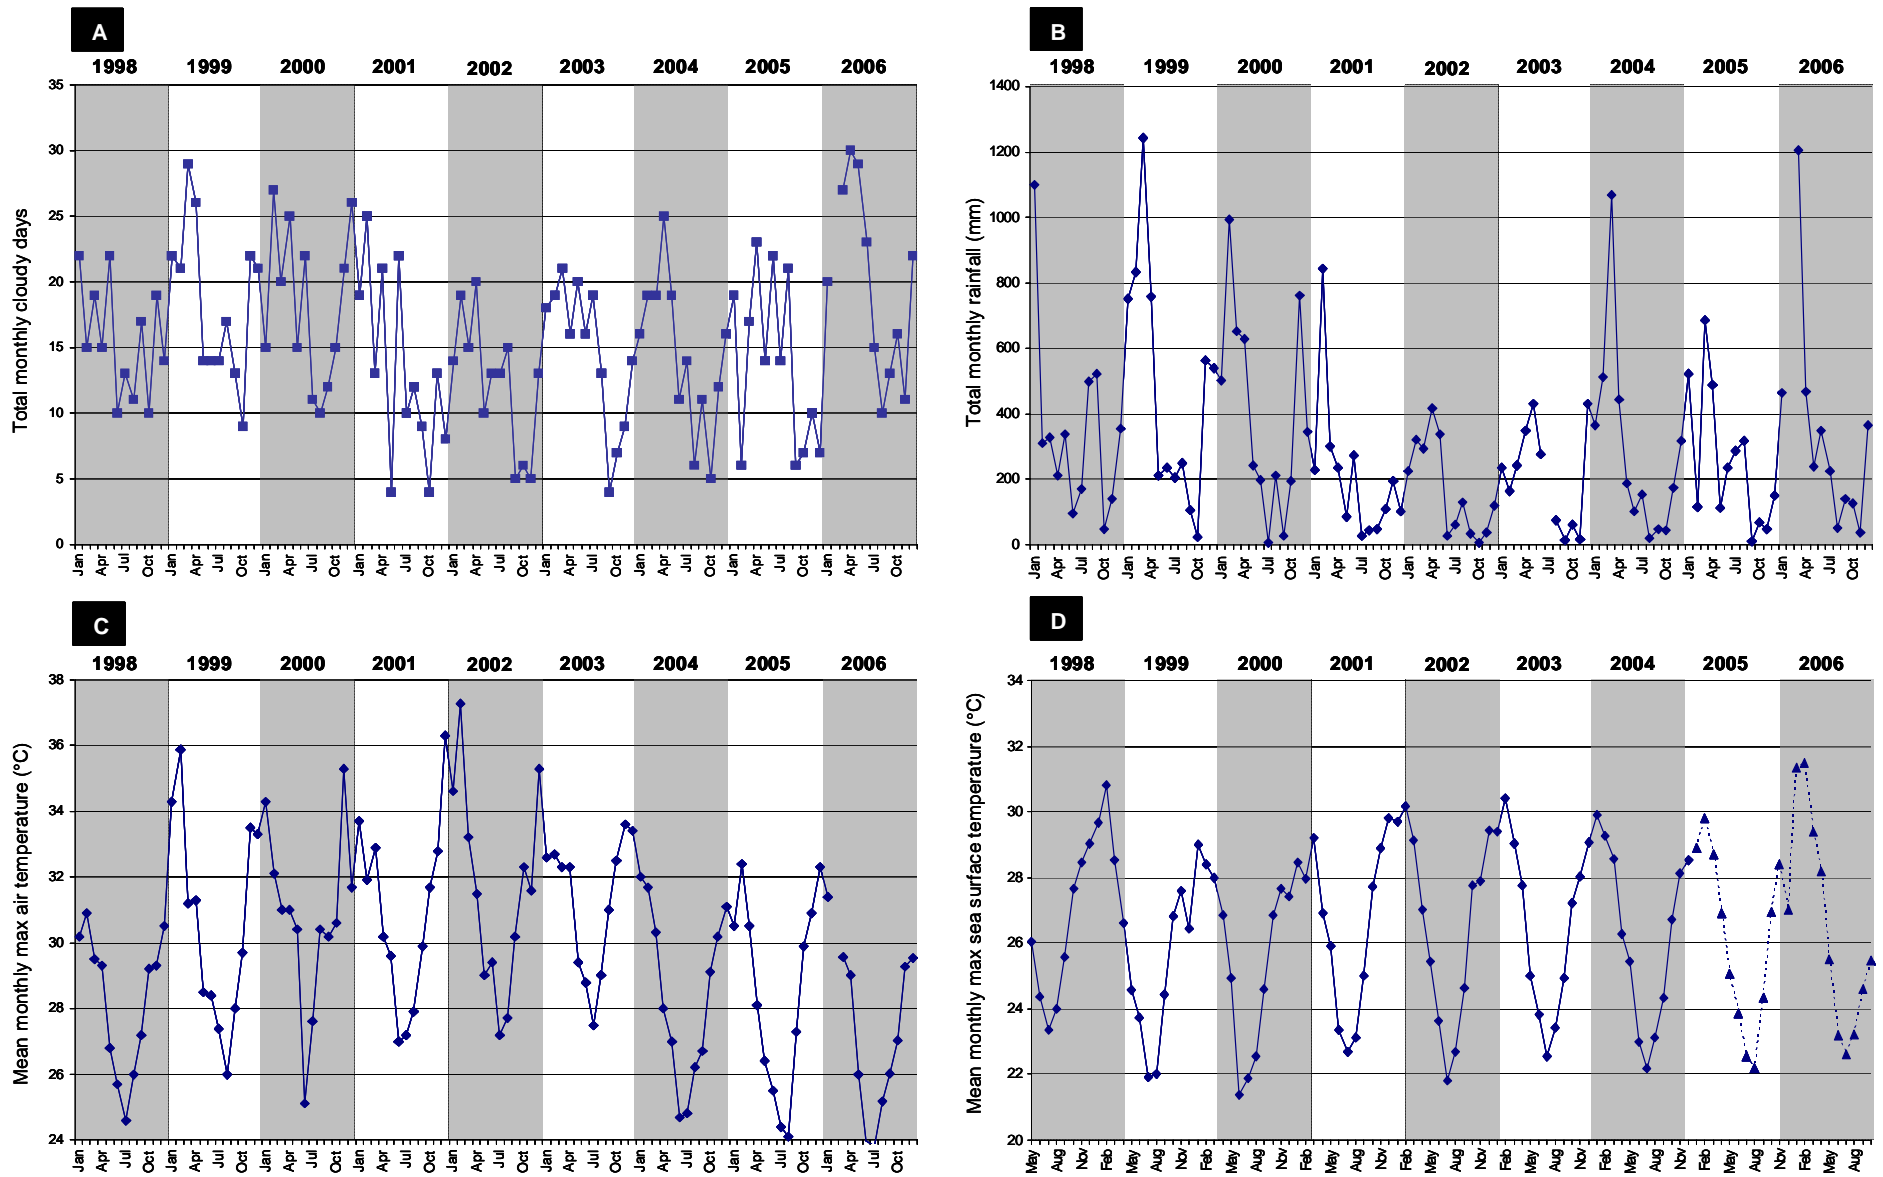 A
1998 1999 2000 2001 2002 2003 2004 2005 2006
Total monthly cloudy days
35
30
25
20
15
10
5
0
Jan Apr Jul Oct Jan Apr Jul Oct Jan Apr Jul Oct Jan Apr Jul Oct Jan Apr Jul Oct Jan Apr Jul Oct Jan Apr Jul Oct Jan Apr Jul Oct Jan Apr Jul Oct
B
1998 1999 2000 2001 2002 2003 2004 2005 2006
Total monthly rainfall (mm)
1400
1200
1000
800
600
400
200
0
Jan Apr Jul Oct Jan Apr Jul Oct Jan Apr Jul Oct Jan Apr Jul Oct Jan Apr Jul Oct Jan Apr Jul Oct Jan Apr Jul Oct Jan Apr Jul Oct Jan Apr Jul Oct
C
1998 1999 2000 2001 2002 2003 2004 2005 2006
Mean monthly max air temperature (°C)
38
36
34
32
30
28
26
24
Jan Apr Jul Oct Jan Apr Jul Oct Jan Apr Jul Oct Jan Apr Jul Oct Jan Apr Jul Oct Jan Apr Jul Oct Jan Apr Jul Oct Jan Apr Jul Oct Jan Apr Jul Oct
D
1998 1999 2000 2001 2002 2003 2004 2005 2006
Mean monthly max sea surface temperature (°C)
34
32
30
28
26
24
22
20
May Aug Nov Feb May Aug Nov Feb May Aug Nov Feb May Aug Nov Feb May Aug Nov Feb May Aug Nov Feb May Aug Nov Feb May Aug Nov Feb May Aug